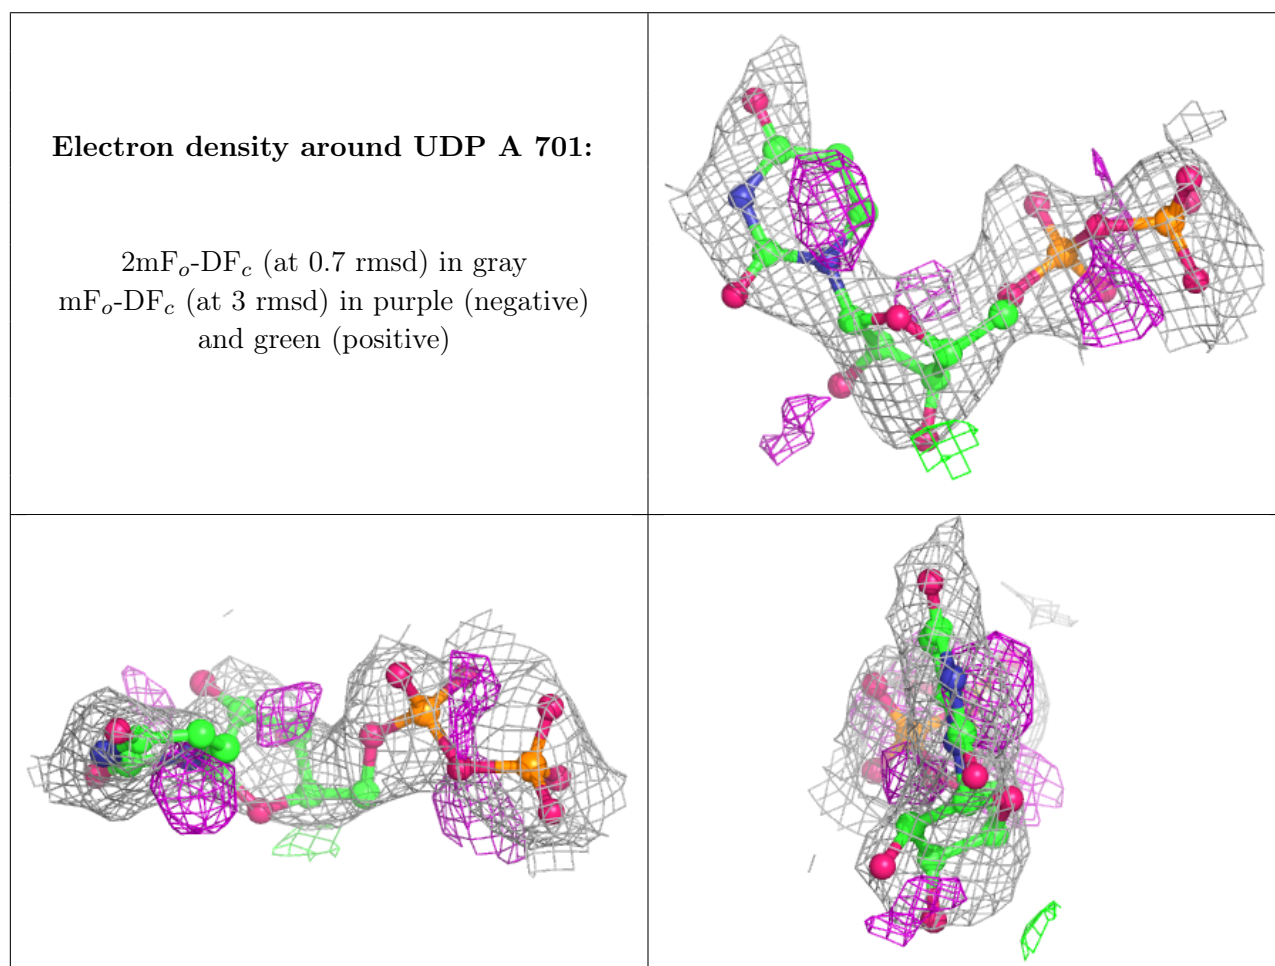 Electron density around UDP A 701:
2mFo-DFc (at 0.7 rmsd) in gray
mFo-DFc (at 3 rmsd) in purple (negative)
and green (positive)